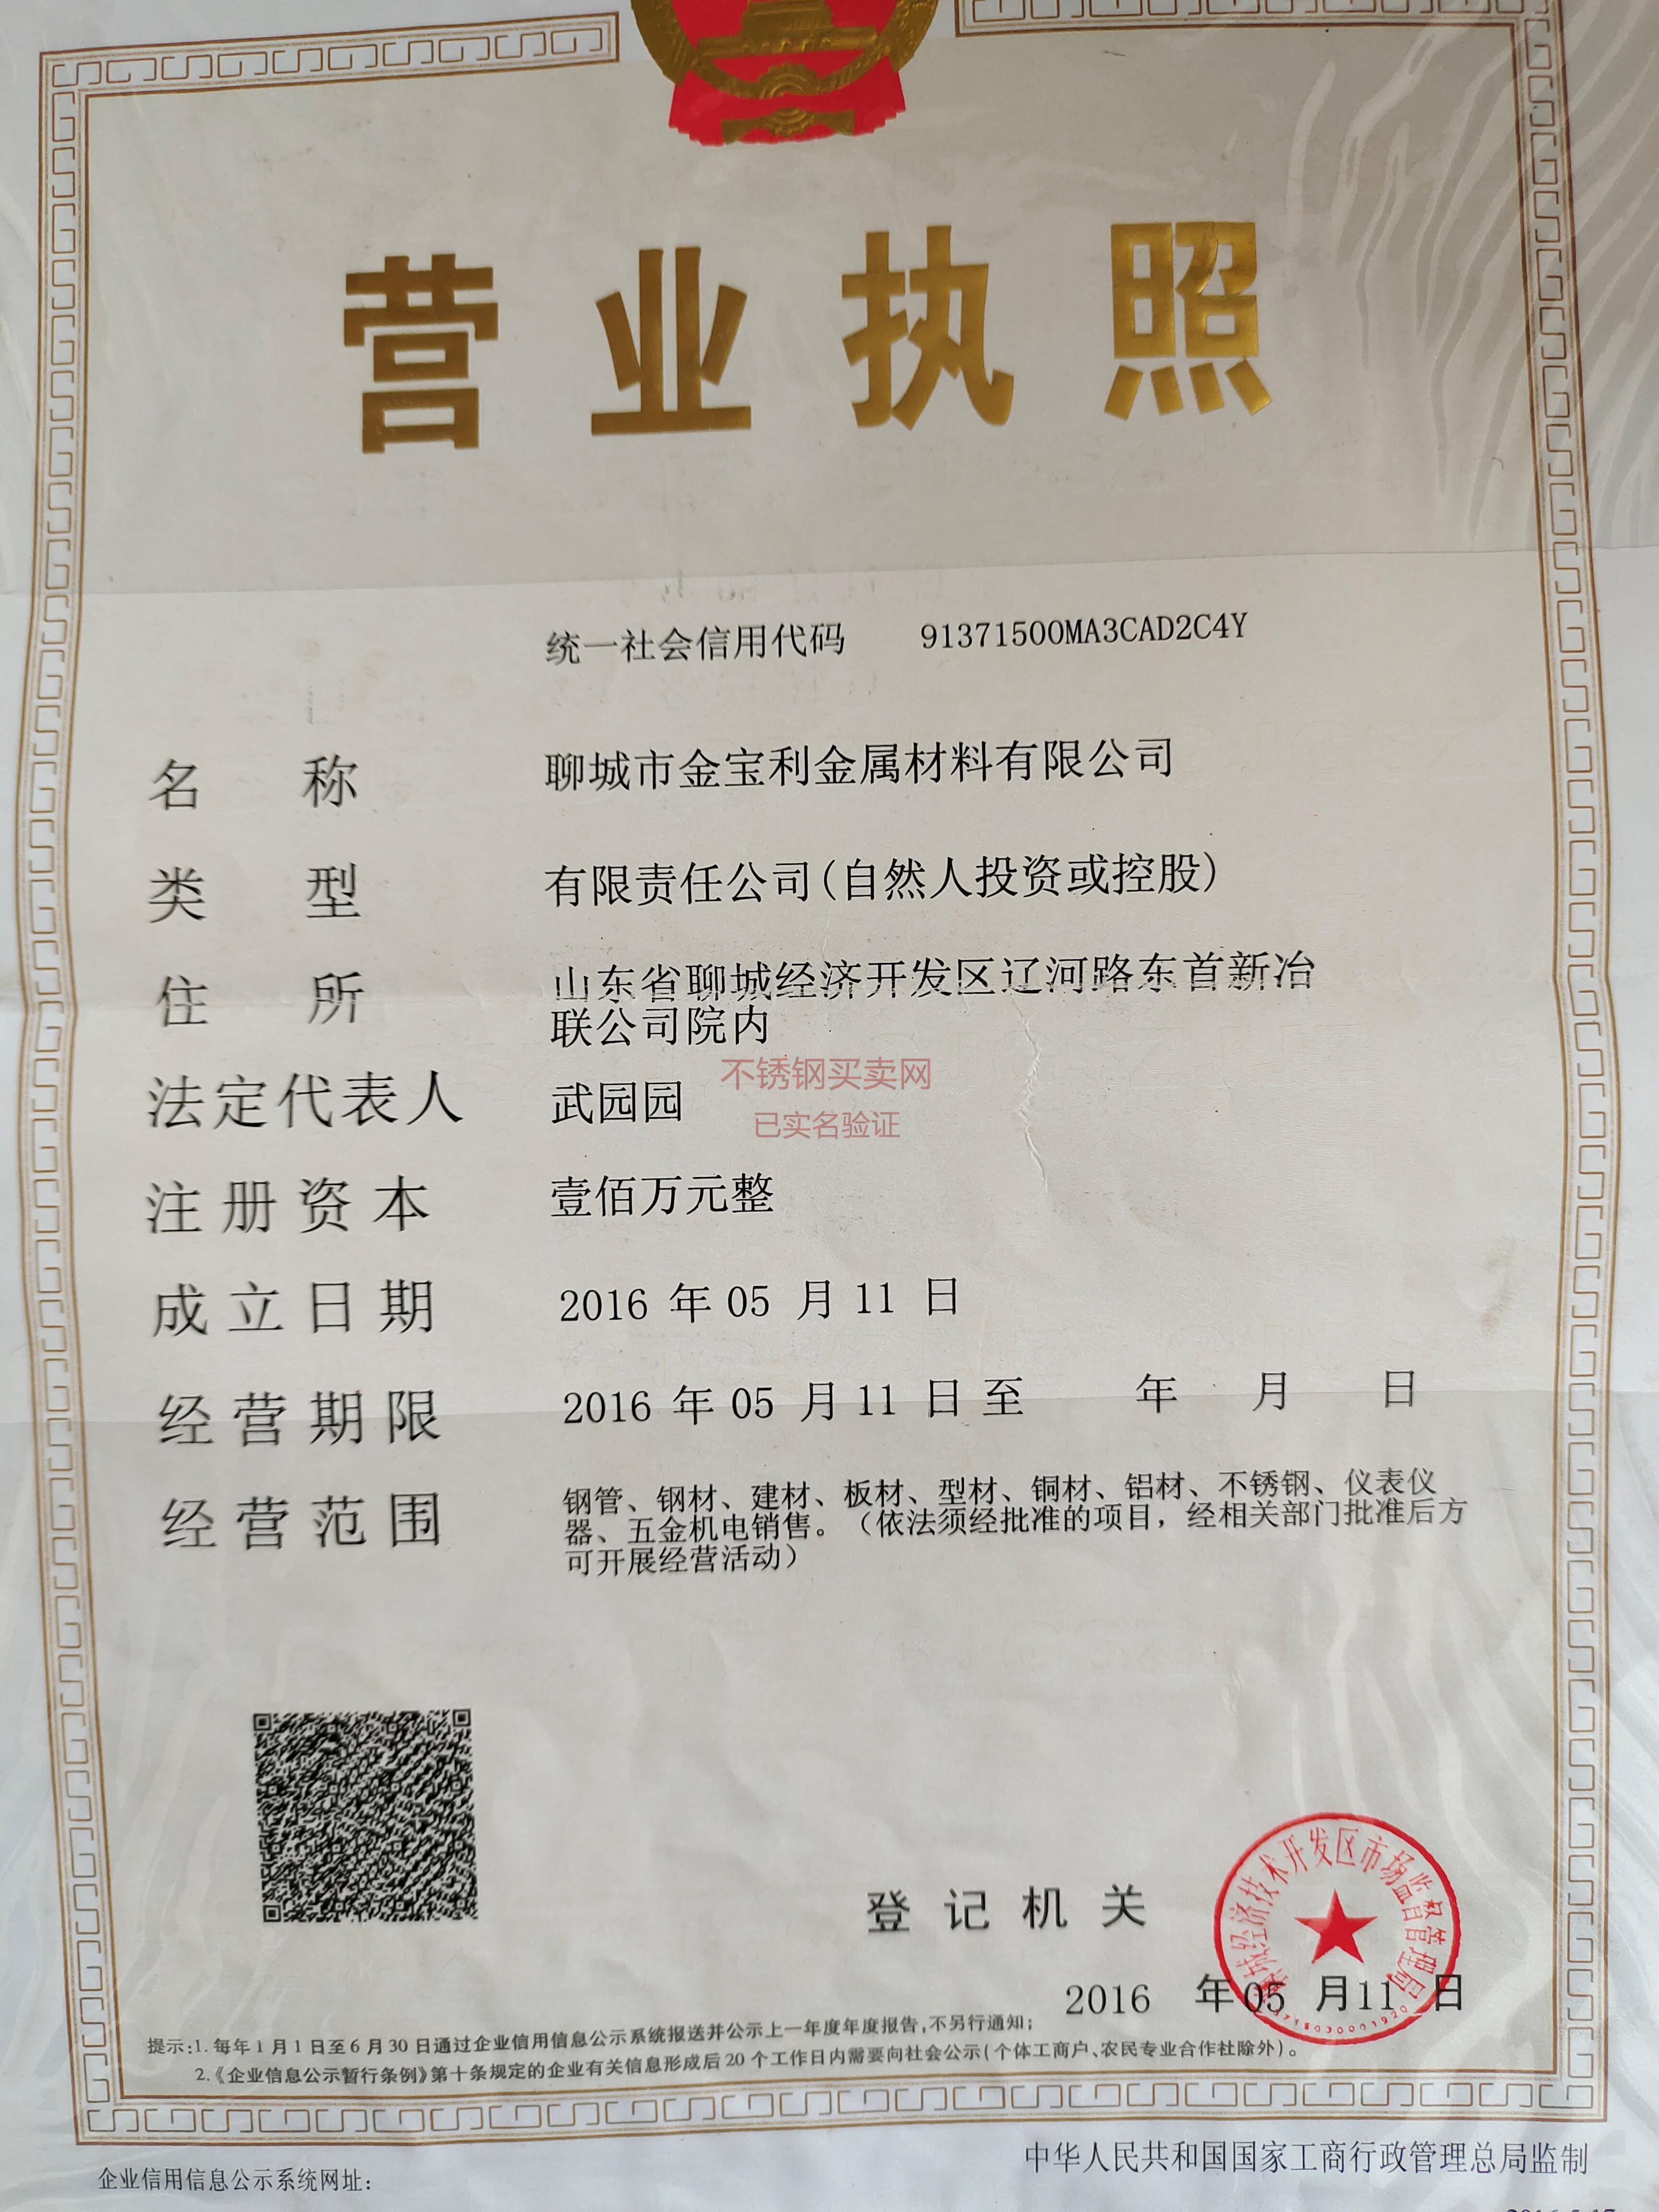 营业执照
统一社会信用代码 91371500MA3CAD2C4Y
名称 聊城市金宝利金属材料有限公司
类型 有限责任公司(自然人投资或控股)
住所 山东省聊城经济开发区辽河路东首新冶
联公司院内
不锈钢买卖网
法定代表人 武园园
已实名验证
注册资本 壹佰万元整
成立日期 2016 年 05 月 11 日
经营期限 2016 年 05 月 11 日 至 年 月 日
经营范围 钢管、钢材、建材、板材、型材、铜材、铝材、不锈钢、仪表仪
器、五金机电销售。（依法须经批准的项目，经相关部门批准后方
可开展经营活动）
城经济技术开发区市场监督管理局
登记机关
2016 年 05 月 11 日
提示:1.每年1月1日至6月30日通过企业信用信息公示系统报送并公示上一年度年度报告,不另行通知;
2.《企业信息公示暂行条例》第十条规定的企业有关信息形成后20个工作日内需要向社会公示(个体工商户、农民专业合作社除外)。
企业信用信息公示系统网址:
中华人民共和国国家工商行政管理总局监制